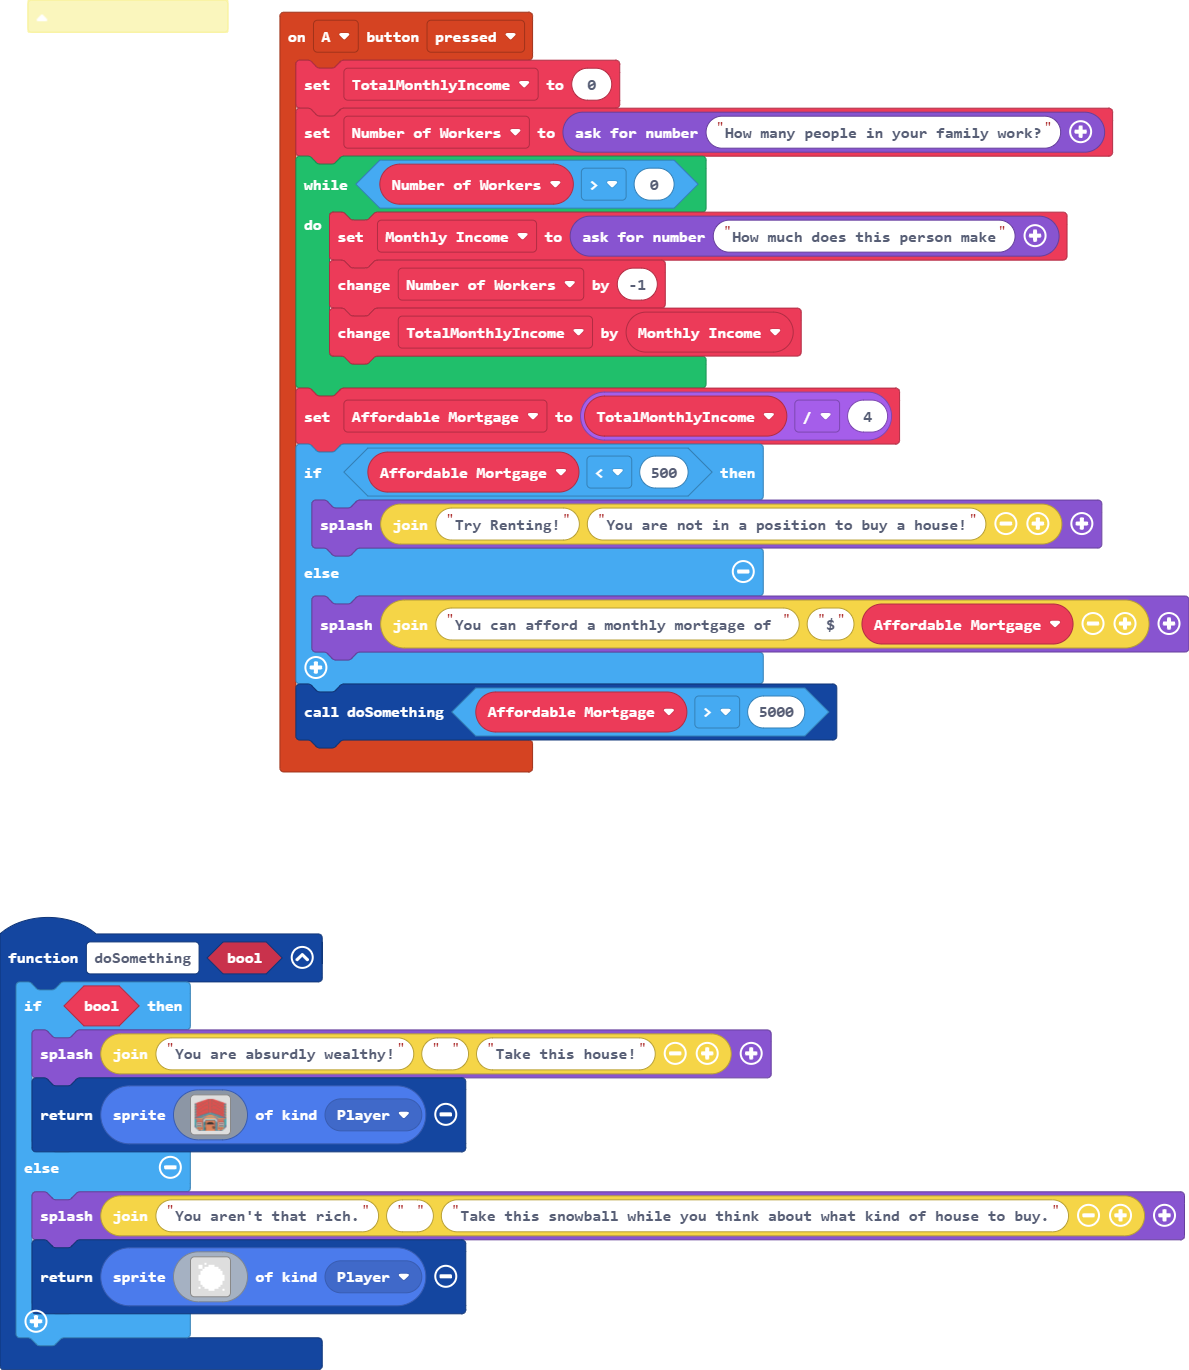 on A button pressed
set TotalMonthlyIncome to 0
set Number of Workers to ask for number "How many people in your family work?"
while Number of Workers > 0
do set Monthly Income to ask for number "How much does this person make"
change Number of Workers by -1
change TotalMonthlyIncome by Monthly Income
set Affordable Mortgage to TotalMonthlyIncome / 4
if Affordable Mortgage < 500 then
splash join "Try Renting!" "You are not in a position to buy a house!"
else
splash join "You can afford a monthly mortgage of " "$" Affordable Mortgage
call doSomething Affordable Mortgage > 5000
function doSomething bool
if bool then
splash join "You are absurdly wealthy!" " " "Take this house!"
return sprite of kind Player
else
splash join "You aren't that rich." " " "Take this snowball while you think about what kind of house to buy."
return sprite of kind Player